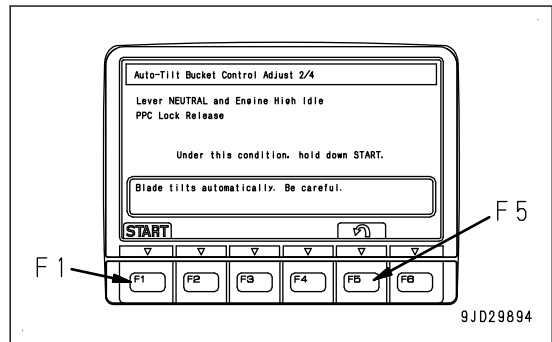 Auto-Tilt Bucket Control Adjust 2/4
Lever NEUTRAL and Engine High Idle
PPC Lock Release
Under this condition, hold down START.
Blade tilts automatically. Be careful.
START
F5
F1
F1 F2 F3 F4 F5 F6
9JD29894